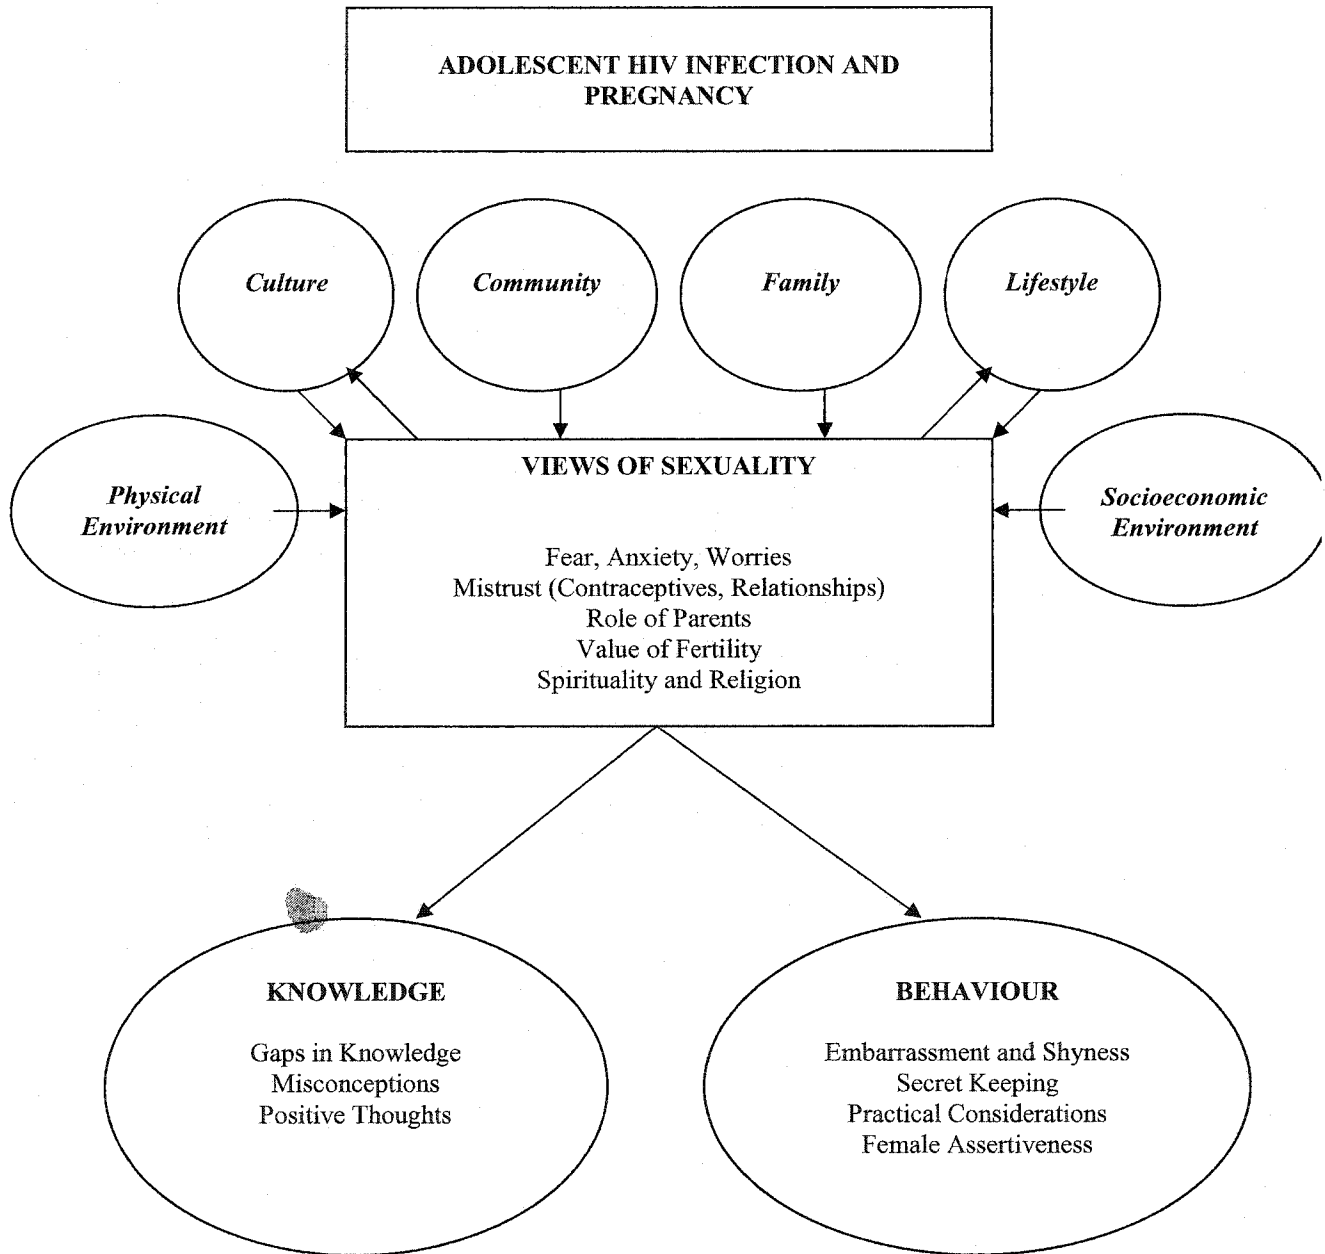 ADOLESCENT HIV INFECTION AND
PREGNANCY
Culture
Community
Family
Lifestyle
Physical
Environment
VIEWS OF SEXUALITY
Fear, Anxiety, Worries
Mistrust (Contraceptives, Relationships)
Role of Parents
Value of Fertility
Spirituality and Religion
Socioeconomic
Environment
KNOWLEDGE
Gaps in Knowledge
Misconceptions
Positive Thoughts
BEHAVIOUR
Embarrassment and Shyness
Secret Keeping
Practical Considerations
Female Assertiveness